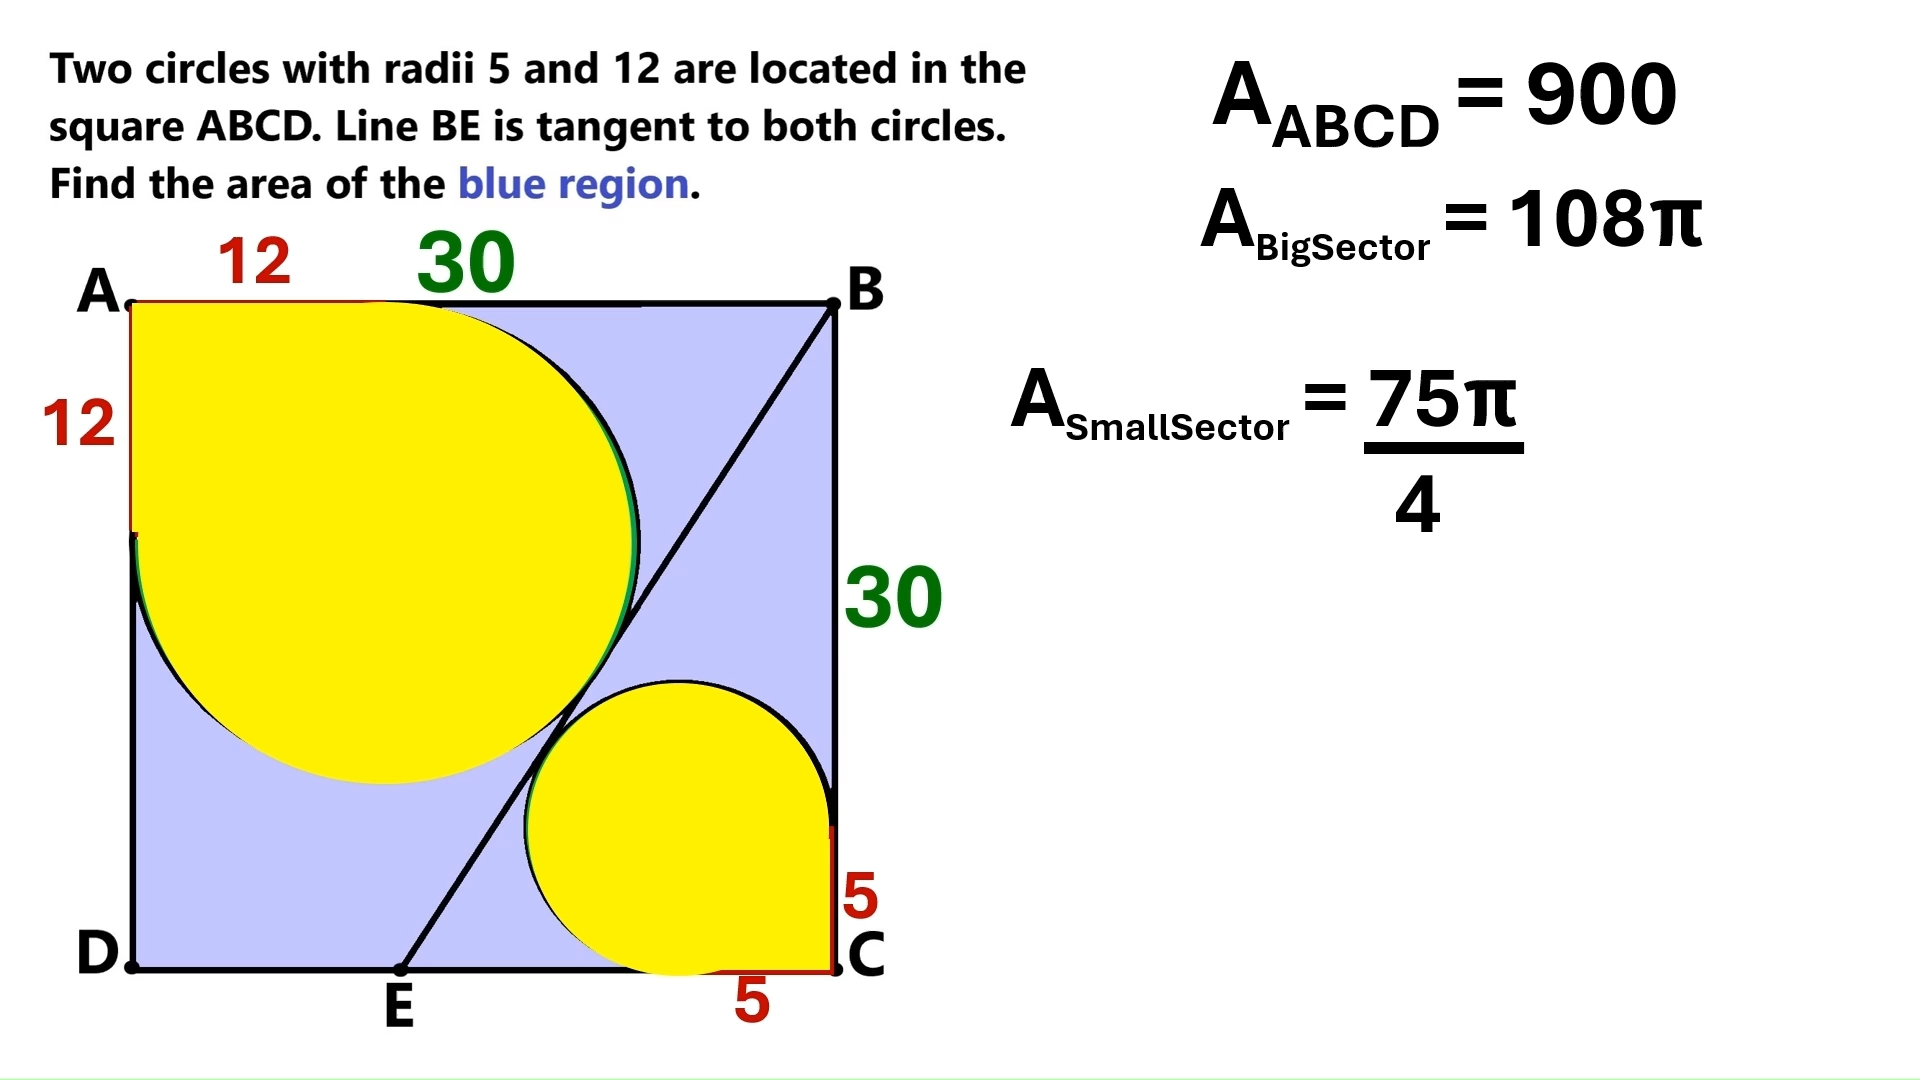 Two circles with radii 5 and 12 are located in the
square ABCD. Line BE is tangent to both circles.
Find the area of the blue region.
12
30
A
B
12
30
5
D
C
E
5
A_ABCD = 900
A_BigSector = 108π
A_SmallSector = 75π
4